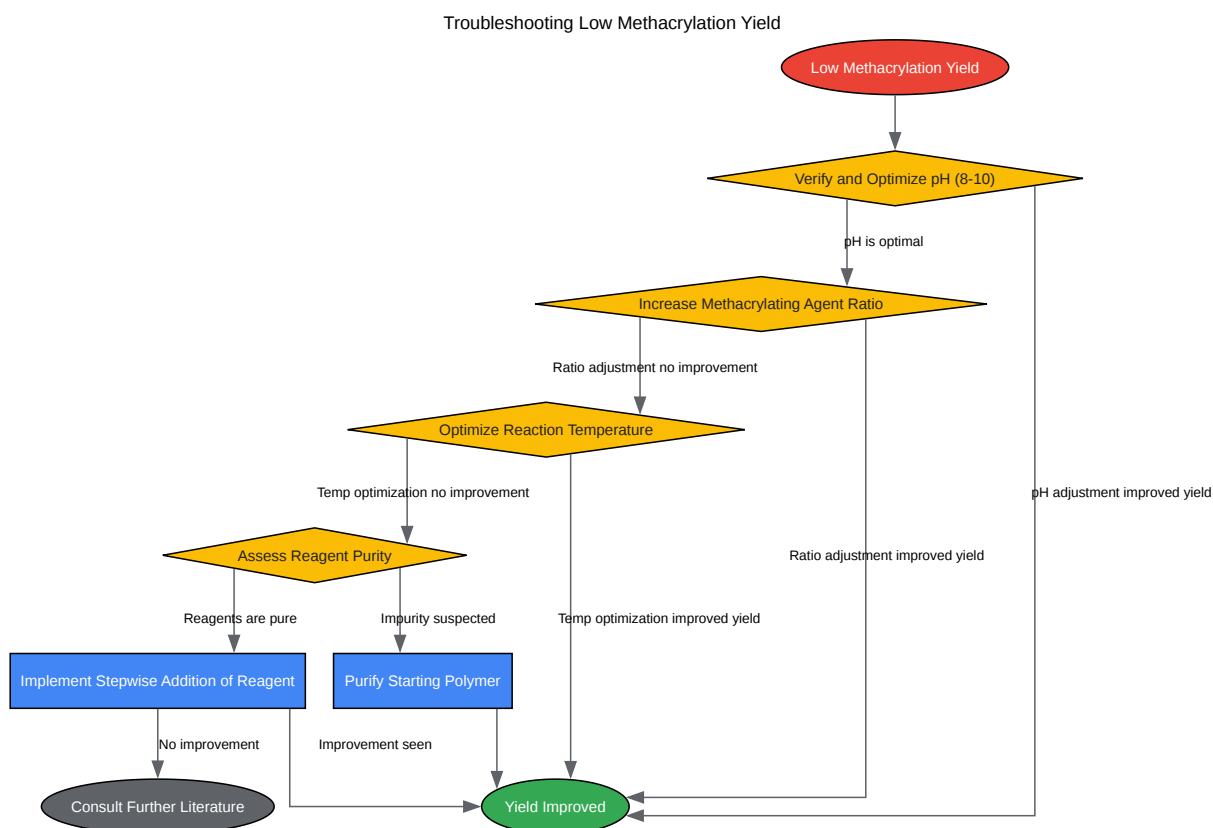 Troubleshooting Low Methacrylation Yield
Low Methacrylation Yield
Verify and Optimize pH (8-10)
pH is optimal
Increase Methacrylating Agent Ratio
Ratio adjustment no improvement
Optimize Reaction Temperature
Temp optimization no improvement
pH adjustment improved yield
Assess Reagent Purity
Ratio adjustment improved yield
Reagents are pure
Impurity suspected
Temp optimization improved yield
Implement Stepwise Addition of Reagent
Purify Starting Polymer
No improvement
Improvement seen
Consult Further Literature
Yield Improved